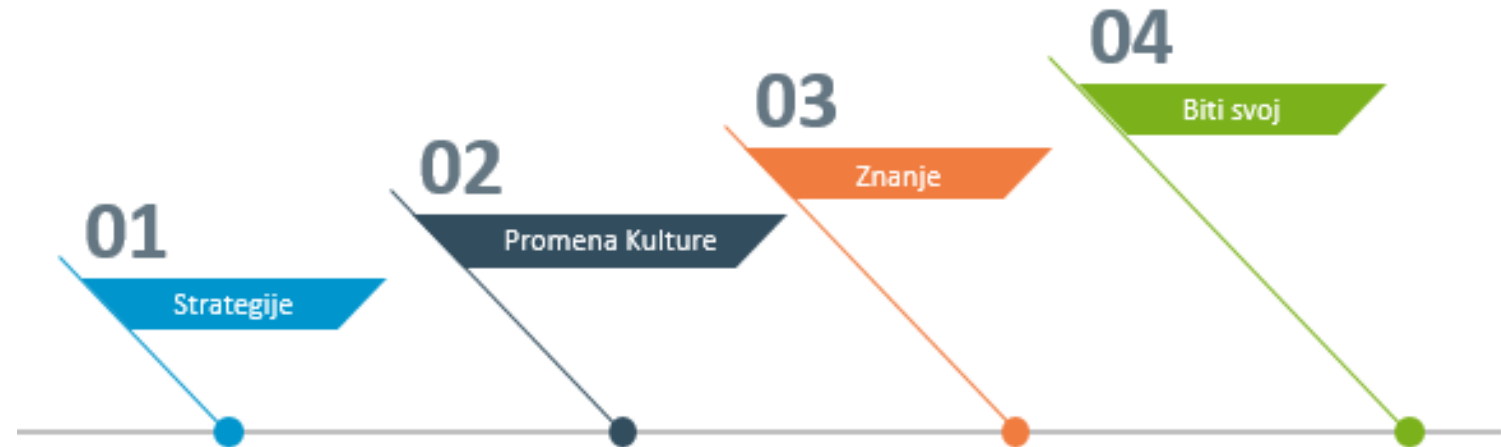 01
Strategije
02
Promena Kulture
03
Znanje
04
Biti svoj